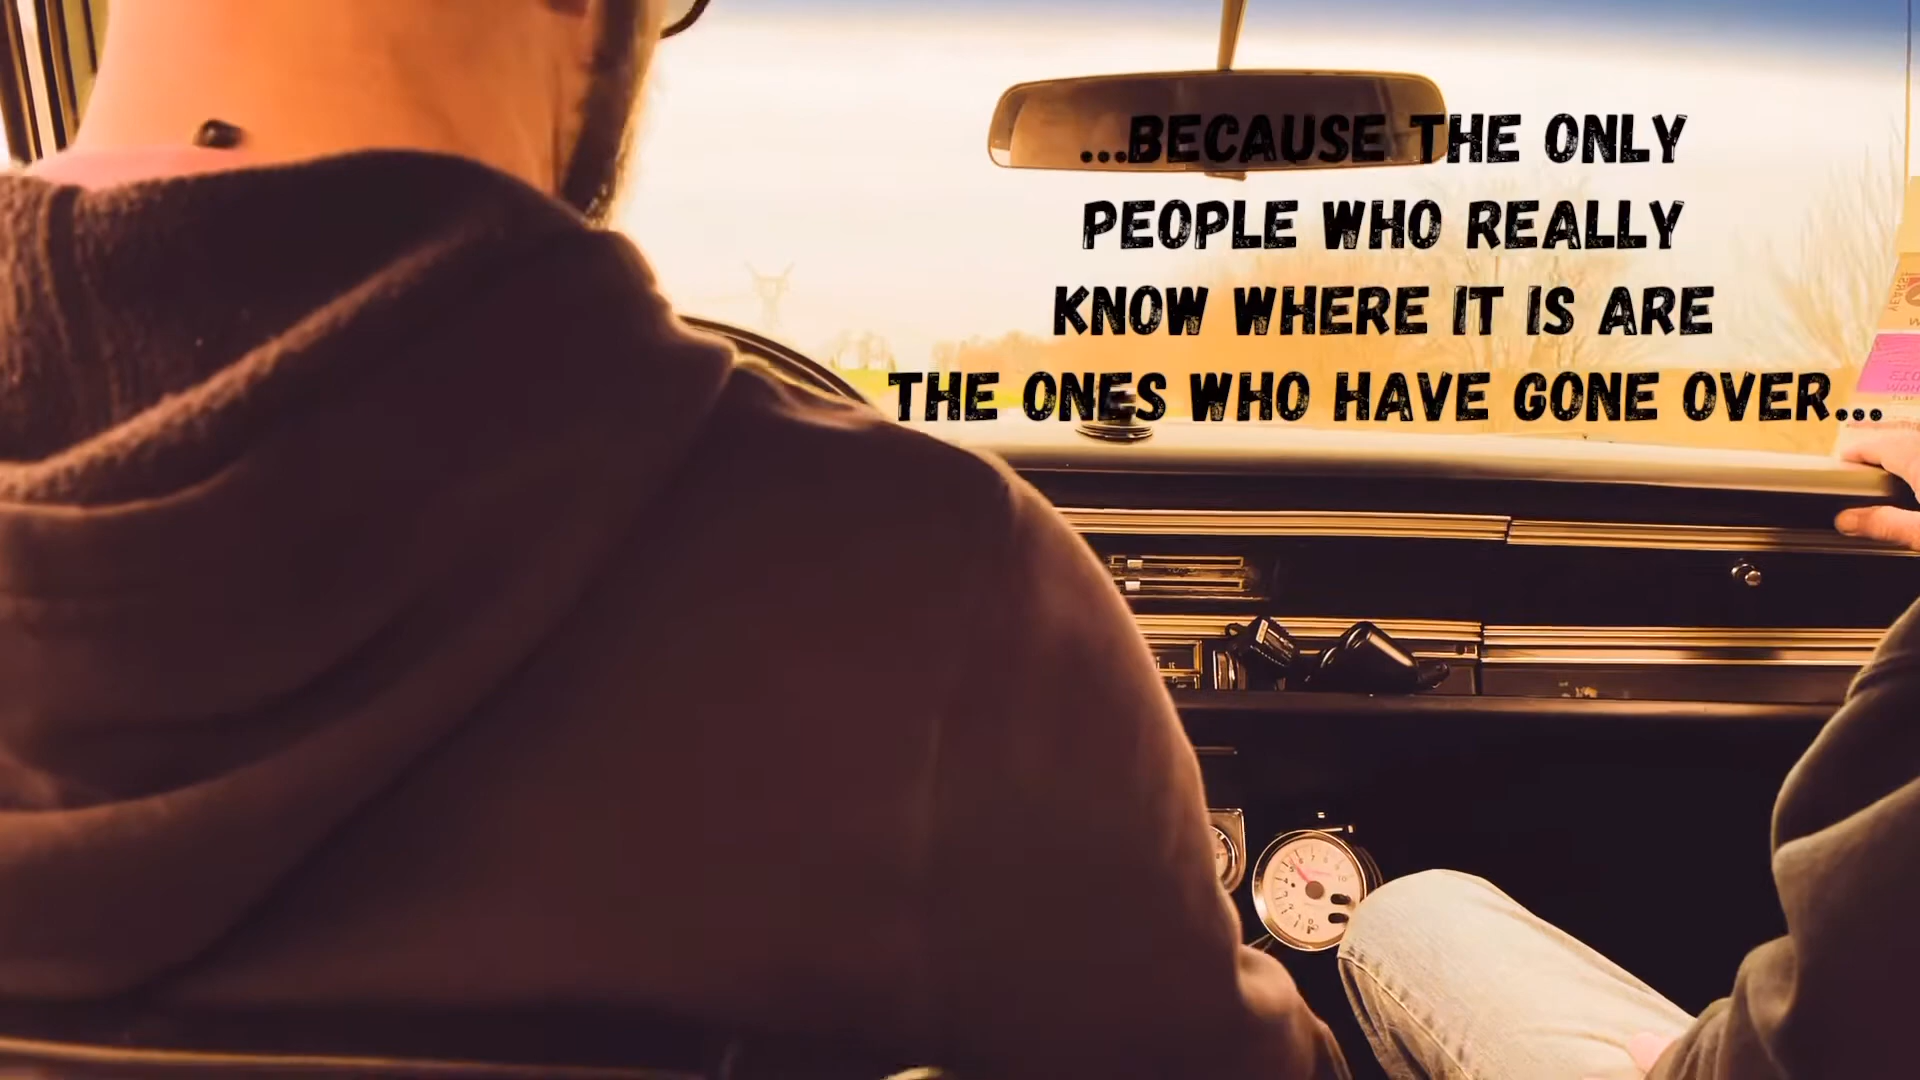 ...BECAUSE THE ONLY
PEOPLE WHO REALLY
KNOW WHERE IT IS ARE
THE ONES WHO HAVE GONE OVER...